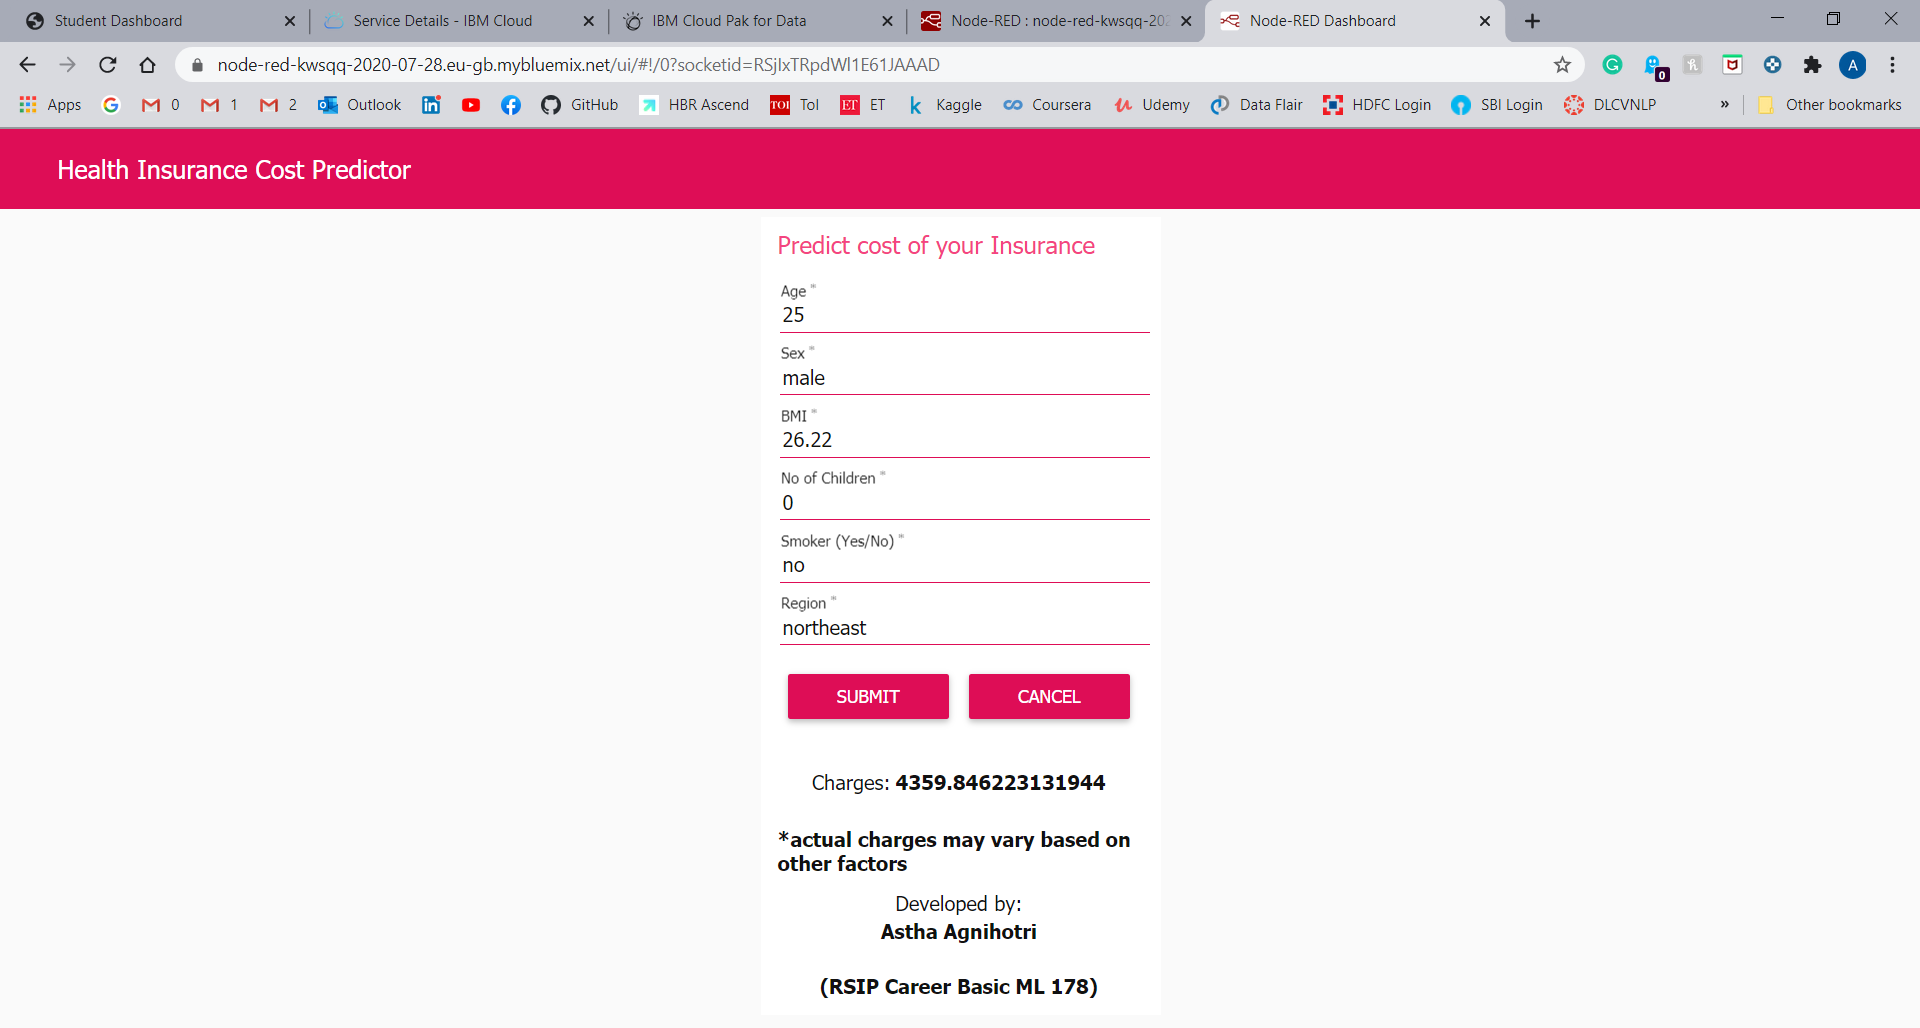 Student Dashboard
Service Details - IBM Cloud
IBM Cloud Pak for Data
Node-RED : node-red-kwsqq-202
Node-RED Dashboard
node-red-kwsqq-2020-07-28.eu-gb.mybluemix.net/ui/#!/0?socketid=RSjIxTRpdWl1E61JAAAD
0
A
Apps
0
1
2
Outlook
GitHub
HBR Ascend
TOI
ToI
ET
ET
Kaggle
Coursera
Udemy
Data Flair
HDFC Login
SBI Login
DLCVNLP
»
Other bookmarks
Health Insurance Cost Predictor
Predict cost of your Insurance
Age *
25
Sex *
male
BMI *
26.22
No of Children *
0
Smoker (Yes/No) *
no
Region *
northeast
SUBMIT
CANCEL
Charges: 4359.846223131944
*actual charges may vary based on
other factors
Developed by:
Astha Agnihotri
(RSIP Career Basic ML 178)